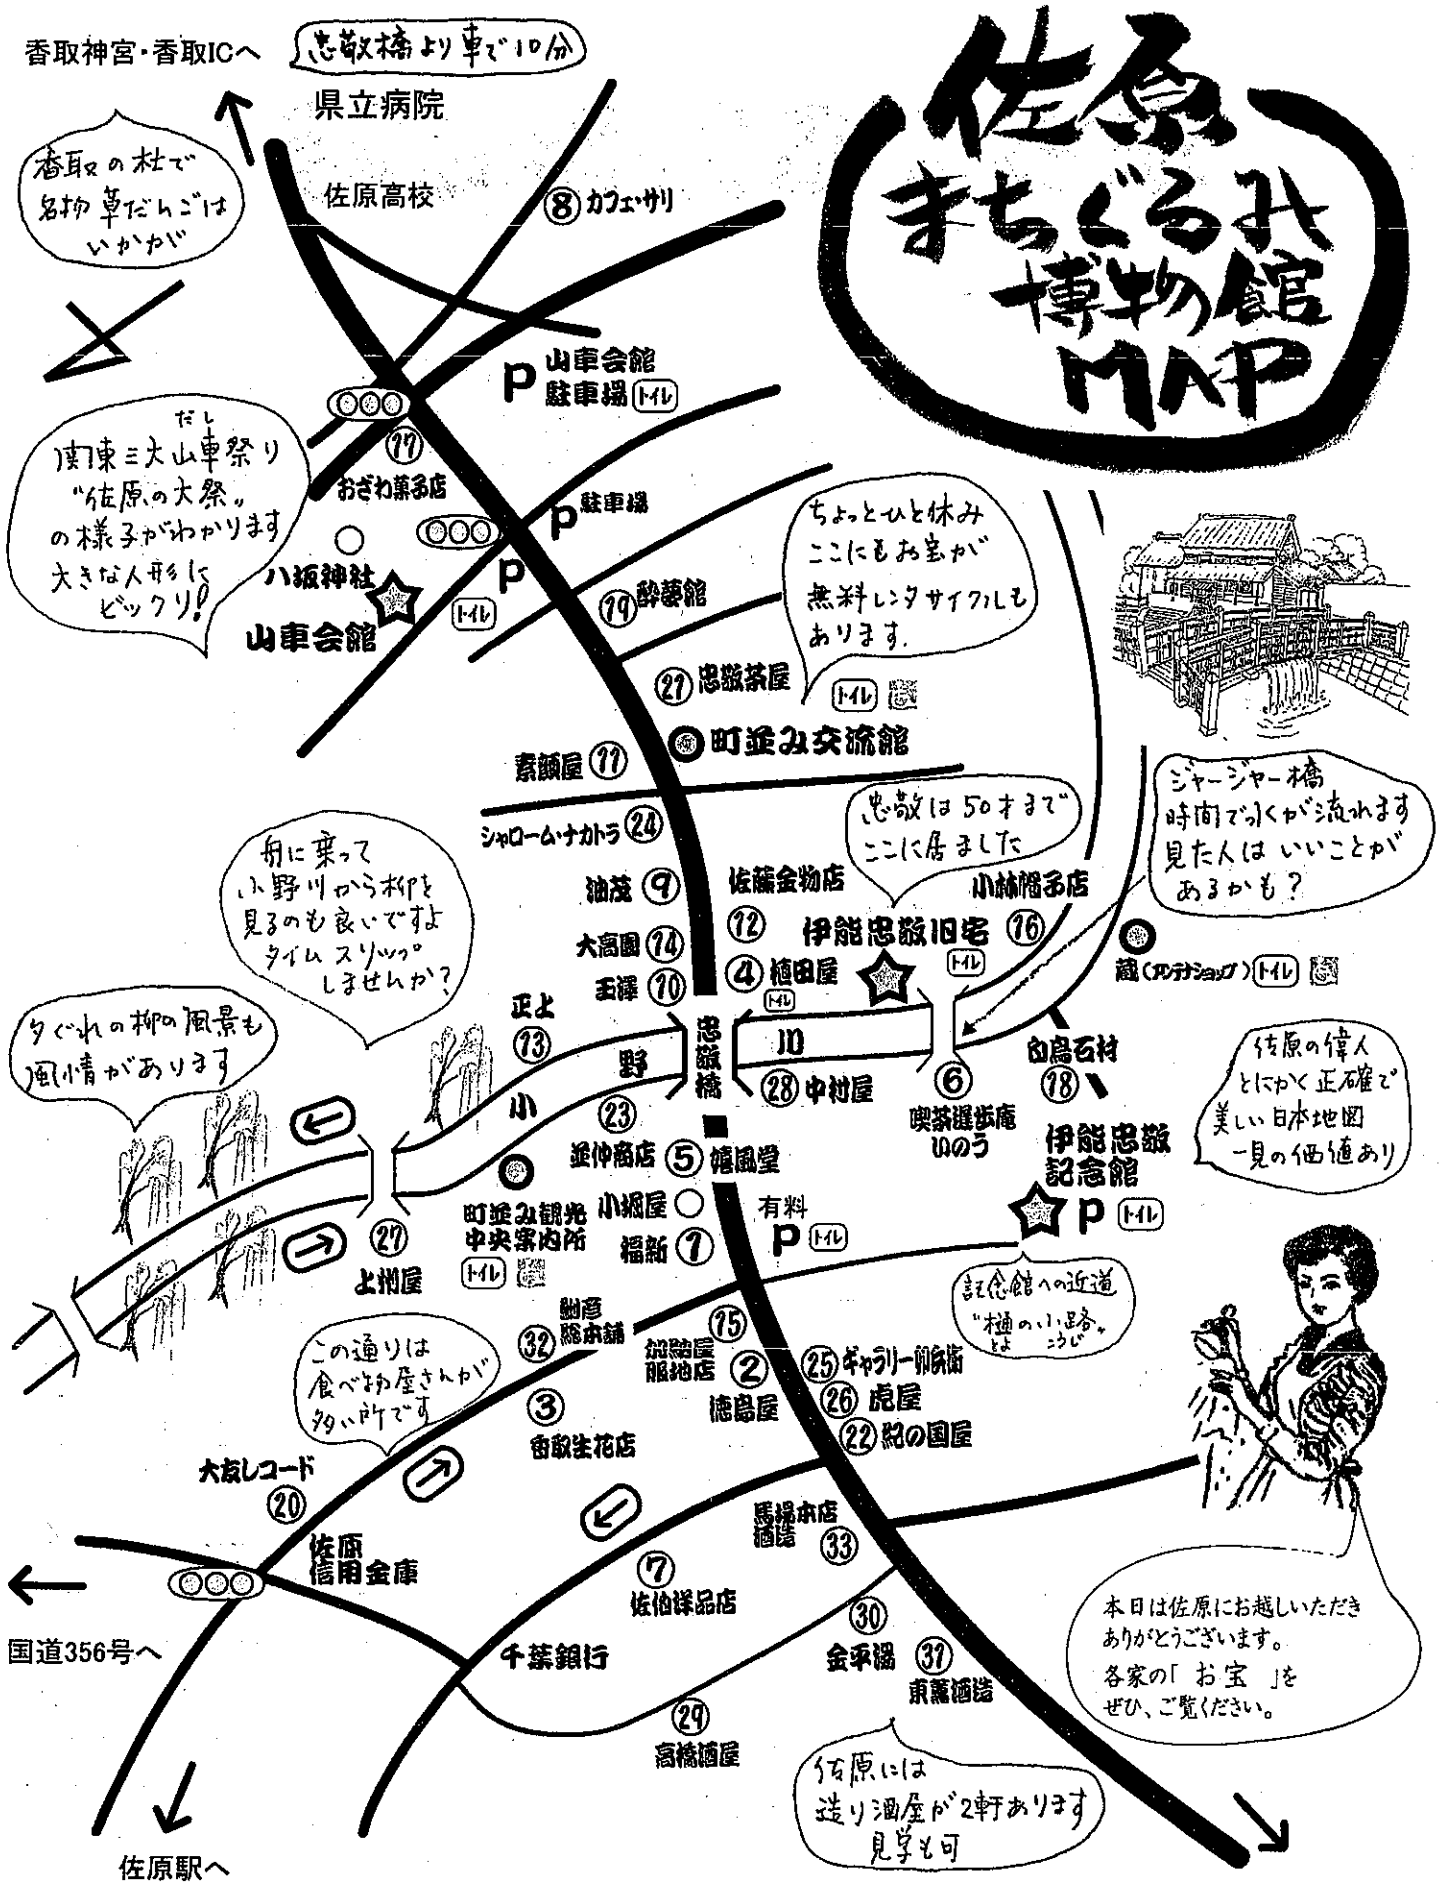 佐原
まちぐるみ
博物館
MAP
香取神宮・香取ICへ
忠敬橋より車で10分
県立病院
香取の杜で
名物草だんごは
いかが
佐原高校
⑧カフェ・サリ
P 山車会館
駐車場 トイレ
だし
関東三大山車祭り
"佐原の大祭"
の様子がわかります
大きな人形に
ビックリ!
⑰
おざわ菓子店
P 駐車場
八坂神社
P
トイレ
山車会館
⑲酔夢館
ちょっとひと休み
ここにもお宝が
無料レンタサイクルも
あります.
㉑忠敬茶屋
トイレ
町並み交流館
素顔屋⑪
シャローム・ナカトラ㉔
忠敬は50才まで
ここに居ました
ジャージャー橋
時間で水が流れます
見た人はいいことが
あるかも?
舟に乗って
小野川から柳を
見るのも良いですよ
タイムスリップ
しませんか?
油茂⑨
佐藤金物店
⑫
小林帽子店
⑯
大高園⑭
伊能忠敬旧宅
トイレ
玉澤⑩
④植田屋
トイレ
蔵(アンテナショップ)トイレ
夕ぐれの柳の風景も
風情があります
正上
⑬
小
野
川
忠敬橋
㉓
並仲商店
㉘中村屋
⑥
喫茶遅歩庵
いのう
白鳥石材
⑱
佐原の偉人
とにかく正確で
美しい日本地図
一見の価値あり
伊能忠敬
記念館
P トイレ
⑤嬉風堂
小堀屋
福新①
有料
P トイレ
町並み観光
中央案内所
トイレ
㉗
上州屋
記念館への近道
"樋の小路"
とよ こうじ
この通りは
食べ物屋さんが
多い所です
㉜
総本舗
⑮
加納屋
服地店
②
徳島屋
㉕ギャラリー卯兵衛
㉖虎屋
㉒紀の国屋
③
香取生花店
大友レコード
⑳
佐原
信用金庫
馬場本店
酒造
㉝
⑦
佐伯洋品店
国道356号へ
千葉銀行
㉚
金平湯
㉛
東薫酒造
㉙
高橋酒屋
佐原には
造り酒屋が2軒あります
見学も可
本日は佐原にお越しいただき
ありがとうございます。
各家の「 お宝 」を
ぜひ、ご覧ください。
佐原駅へ